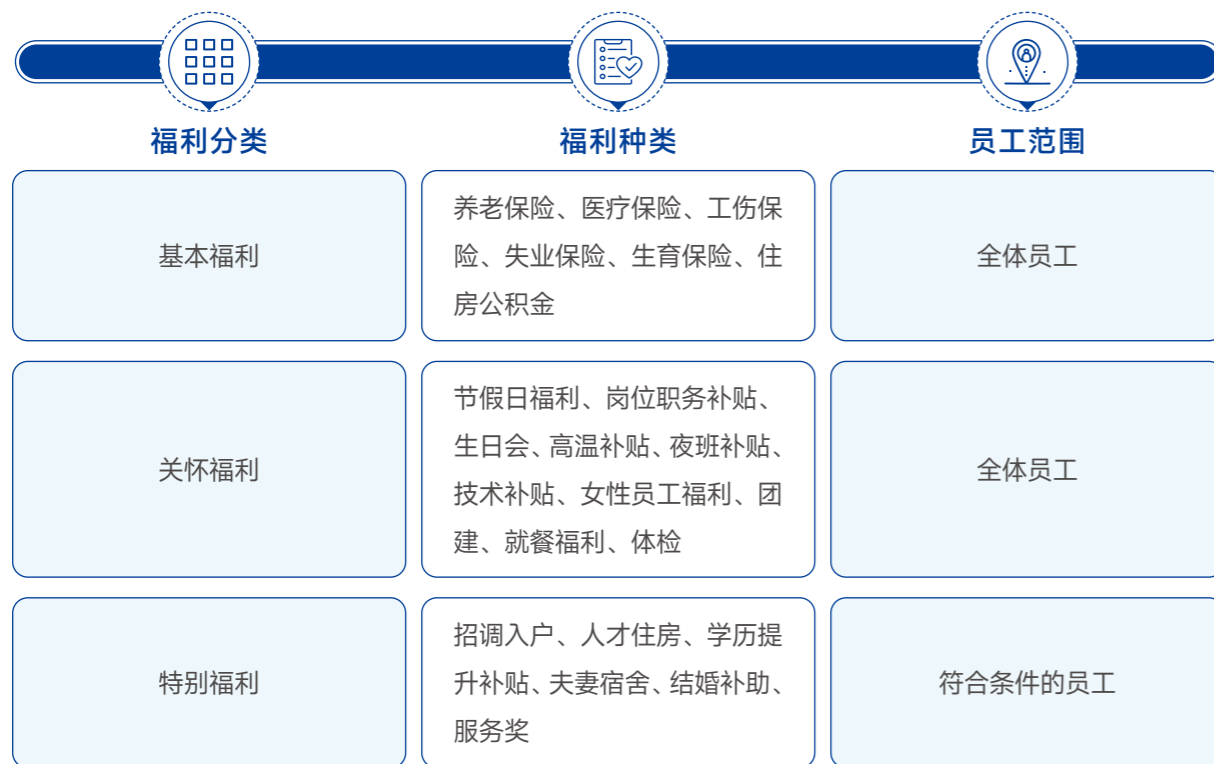 福利分类
福利种类
员工范围
基本福利
养老保险、医疗保险、工伤保
险、失业保险、生育保险、住
房公积金
全体员工
关怀福利
节假日福利、岗位职务补贴、
生日会、高温补贴、夜班补贴、
技术补贴、女性员工福利、团
建、就餐福利、体检
全体员工
特别福利
招调入户、人才住房、学历提
升补贴、夫妻宿舍、结婚补助、
服务奖
符合条件的员工